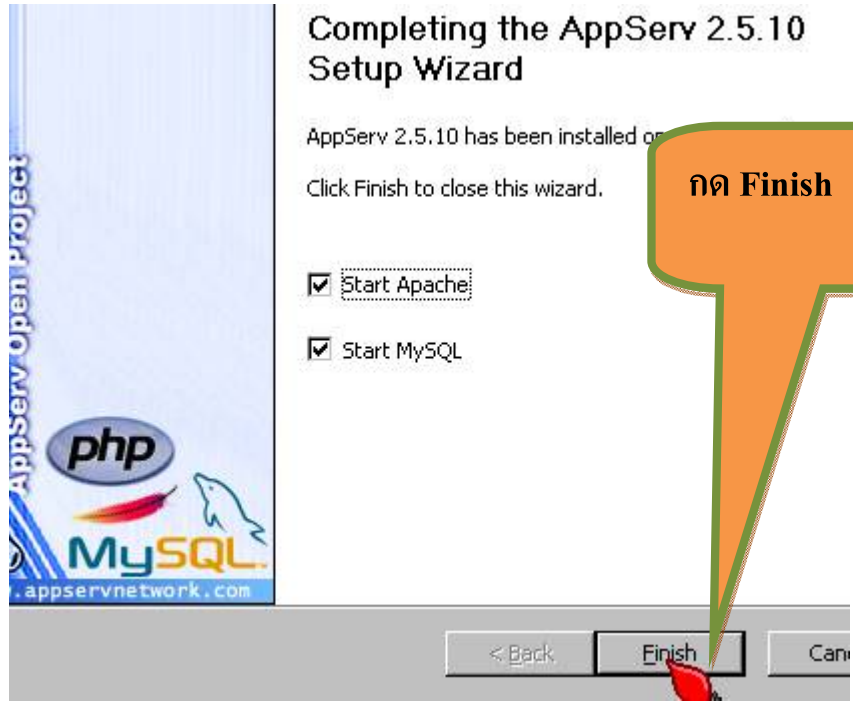 Completing the AppServ 2.5.10
Setup Wizard
AppServ 2.5.10 has been installed
Click Finish to close this wizard.
กด Finish
Start Apache
Start MySQL
AppServ Open Project
php
MySQL
.appservnetwork.com
< Back
Finish